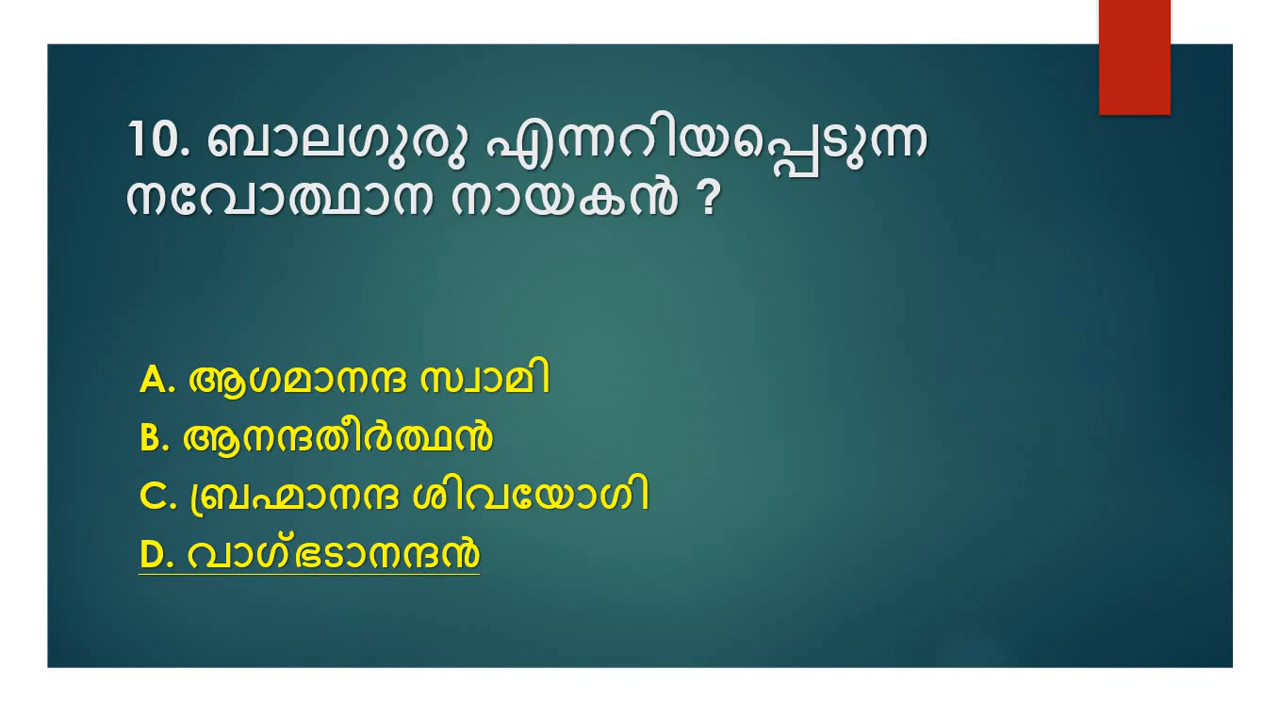 10. ബാലഗുരു എന്നറിയപ്പെടുന്ന
നവോത്ഥാന നായകൻ ?
A. ആഗമാനന്ദ സ്വാമി
B. ആനന്ദതീർത്ഥൻ
C. ബ്രഹ്മാനന്ദ ശിവയോഗി
D. വാഗ്ഭടാനന്ദൻ